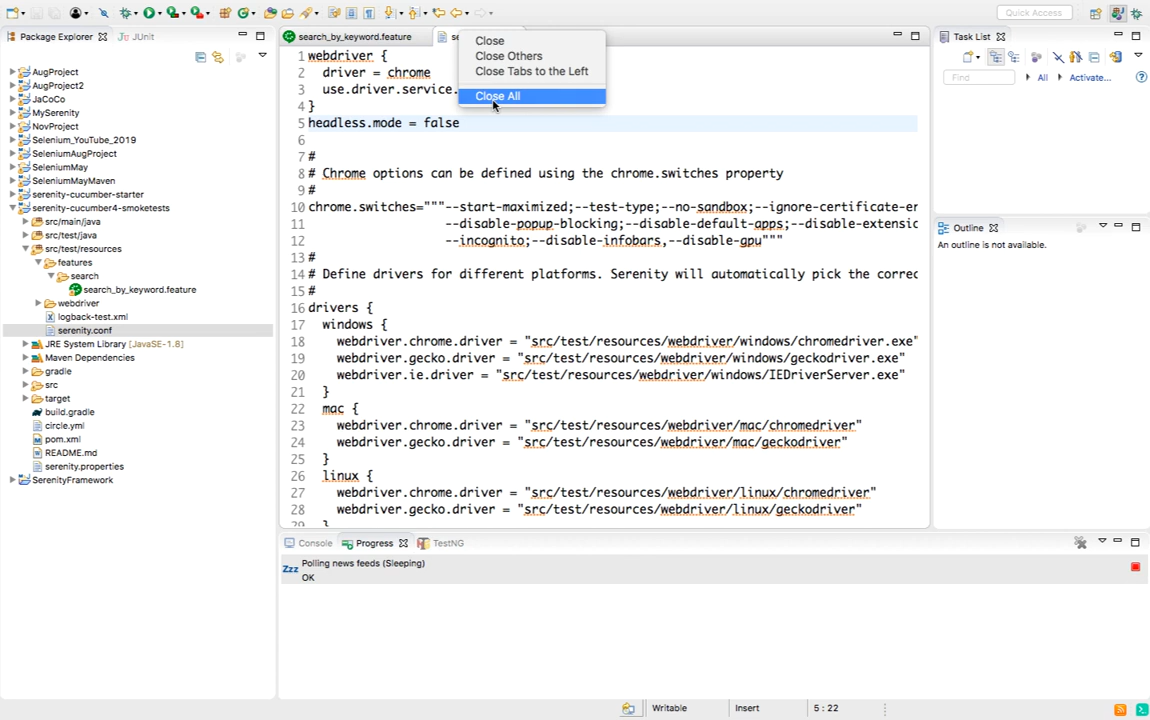 Quick Access
Package Explorer
JUnit
search_by_keyword.feature
se
Task List
AugProject
AugProject2
JaCoCo
MySerenity
NovProject
Selenium_YouTube_2019
SeleniumAugProject
SeleniumMay
SeleniumMayMaven
serenity-cucumber-starter
serenity-cucumber4-smoketests
src/main/java
src/test/java
src/test/resources
features
search
search_by_keyword.feature
webdriver
logback-test.xml
serenity.conf
JRE System Library [JavaSE-1.8]
Maven Dependencies
gradle
src
target
build.gradle
circle.yml
pom.xml
README.md
serenity.properties
SerenityFramework
Close
Close Others
Close Tabs to the Left
Close All
1 webdriver {
2 driver = chrome
3 use.driver.service.
4 }
5 headless.mode = false
6
7 #
8 # Chrome options can be defined using the chrome.switches property
9 #
10 chrome.switches="""--start-maximized;--test-type;--no-sandbox;--ignore-certificate-er
11 --disable-popup-blocking;--disable-default-apps;--disable-extensic
12 --incognito;--disable-infobars,--disable-gpu"""
13 #
14 # Define drivers for different platforms. Serenity will automatically pick the correc
15 #
16 drivers {
17 windows {
18 webdriver.chrome.driver = "src/test/resources/webdriver/windows/chromedriver.exe"
19 webdriver.gecko.driver = "src/test/resources/webdriver/windows/geckodriver.exe"
20 webdriver.ie.driver = "src/test/resources/webdriver/windows/IEDriverServer.exe"
21 }
22 mac {
23 webdriver.chrome.driver = "src/test/resources/webdriver/mac/chromedriver"
24 webdriver.gecko.driver = "src/test/resources/webdriver/mac/geckodriver"
25 }
26 linux {
27 webdriver.chrome.driver = "src/test/resources/webdriver/linux/chromedriver"
28 webdriver.gecko.driver = "src/test/resources/webdriver/linux/geckodriver"
29 }
Find
All
Activate...
Outline
An outline is not available.
Console
Progress
TestNG
Zzz
Polling news feeds (Sleeping)
OK
Writable
Insert
5 : 22